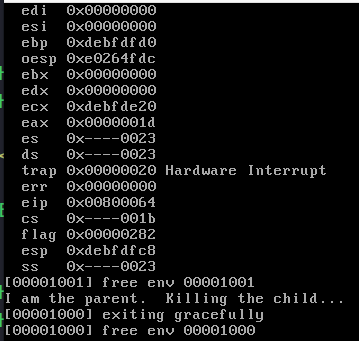 edi 0x00000000
esi 0x00000000
ebp 0xdebfdfd0
oesp 0xe0264fdc
ebx 0x00000000
edx 0x00000000
ecx 0xdebfde20
eax 0x0000001d
es 0x----0023
ds 0x----0023
trap 0x00000020 Hardware Interrupt
err 0x00000000
eip 0x00800064
cs 0x----001b
flag 0x00000282
esp 0xdebfdfc8
ss 0x----0023
[00001001] free env 00001001
I am the parent. Killing the child...
[00001000] exiting gracefully
[00001000] free env 00001000